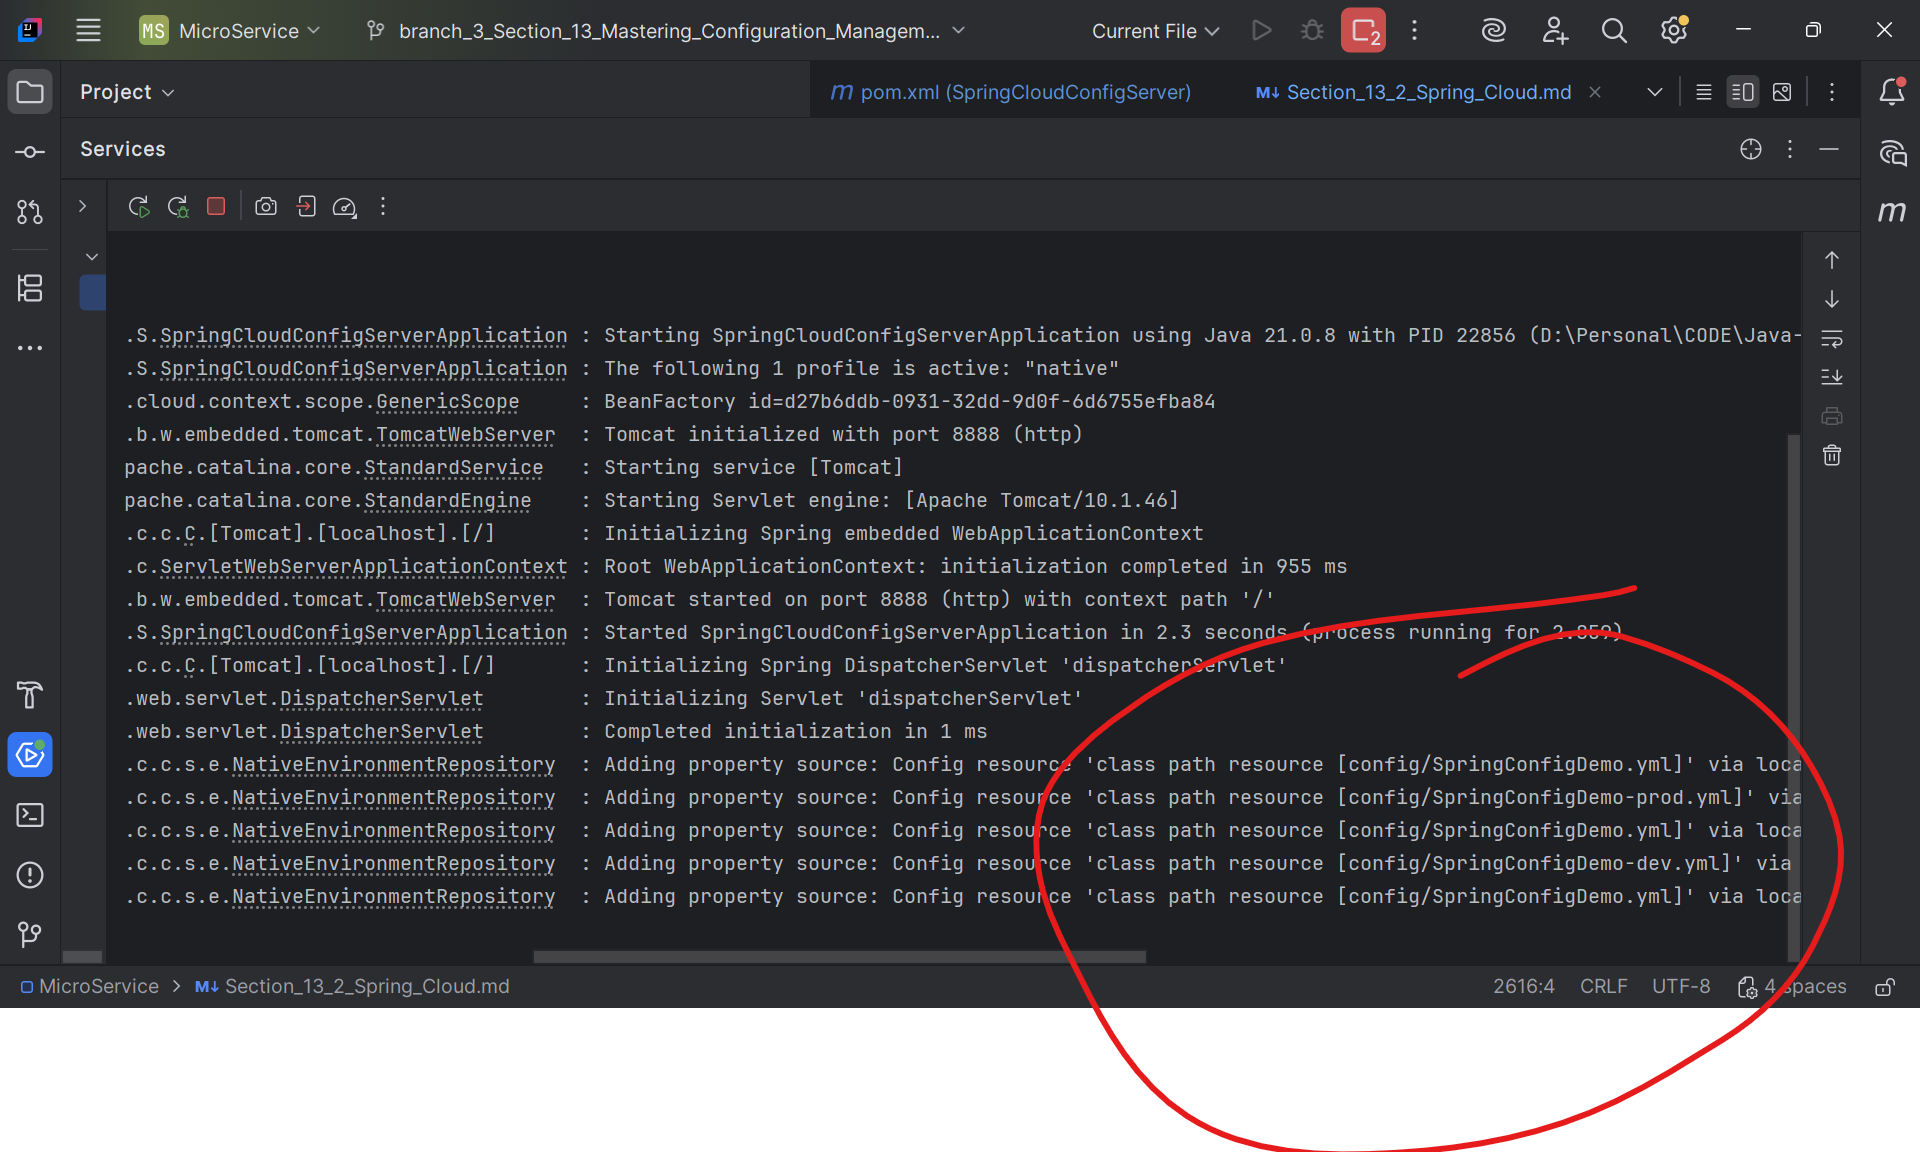 MS MicroService branch_3_Section_13_Mastering_Configuration_Managem... Current File 2
Project pom.xml (SpringCloudConfigServer) Section_13_2_Spring_Cloud.md
Services
.S.SpringCloudConfigServerApplication : Starting SpringCloudConfigServerApplication using Java 21.0.8 with PID 22856 (D:\Personal\CODE\Java-
.S.SpringCloudConfigServerApplication : The following 1 profile is active: "native"
.cloud.context.scope.GenericScope : BeanFactory id=d27b6ddb-0931-32dd-9d0f-6d6755efba84
.b.w.embedded.tomcat.TomcatWebServer : Tomcat initialized with port 8888 (http)
pache.catalina.core.StandardService : Starting service [Tomcat]
pache.catalina.core.StandardEngine : Starting Servlet engine: [Apache Tomcat/10.1.46]
.c.c.C.[Tomcat].[localhost].[/] : Initializing Spring embedded WebApplicationContext
.c.ServletWebServerApplicationContext : Root WebApplicationContext: initialization completed in 955 ms
.b.w.embedded.tomcat.TomcatWebServer : Tomcat started on port 8888 (http) with context path '/'
.S.SpringCloudConfigServerApplication : Started SpringCloudConfigServerApplication in 2.3 seconds (process running for 2.859)
.c.c.C.[Tomcat].[localhost].[/] : Initializing Spring DispatcherServlet 'dispatcherServlet'
.web.servlet.DispatcherServlet : Initializing Servlet 'dispatcherServlet'
.web.servlet.DispatcherServlet : Completed initialization in 1 ms
.c.c.s.e.NativeEnvironmentRepository : Adding property source: Config resource 'class path resource [config/SpringConfigDemo.yml]' via loca
.c.c.s.e.NativeEnvironmentRepository : Adding property source: Config resource 'class path resource [config/SpringConfigDemo-prod.yml]' via
.c.c.s.e.NativeEnvironmentRepository : Adding property source: Config resource 'class path resource [config/SpringConfigDemo.yml]' via loca
.c.c.s.e.NativeEnvironmentRepository : Adding property source: Config resource 'class path resource [config/SpringConfigDemo-dev.yml]' via
.c.c.s.e.NativeEnvironmentRepository : Adding property source: Config resource 'class path resource [config/SpringConfigDemo.yml]' via loca
MicroService > Section_13_2_Spring_Cloud.md 2616:4 CRLF UTF-8 4 spaces